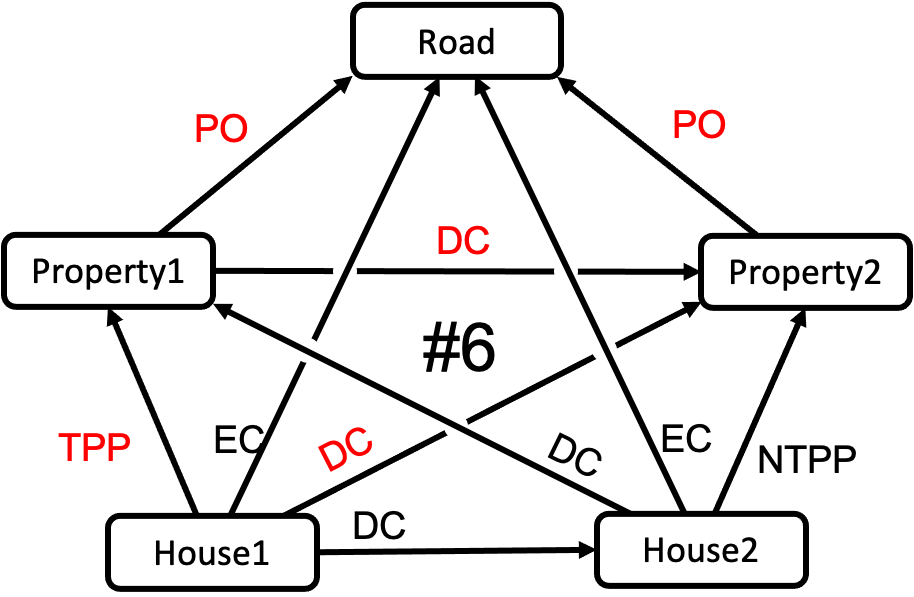 Road
PO
PO
DC
Property1
Property2
#6
TPP
EC
DC
DC
EC
NTPP
DC
House1
House2